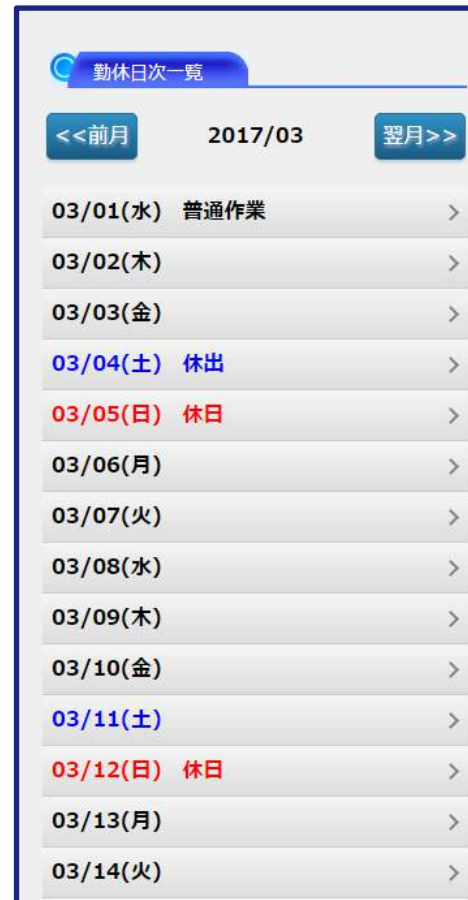 勤休日次一覧
<<前月 2017/03 翌月>>
03/01(水) 普通作業
03/02(木)
03/03(金)
03/04(土) 休出
03/05(日) 休日
03/06(月)
03/07(火)
03/08(水)
03/09(木)
03/10(金)
03/11(土)
03/12(日) 休日
03/13(月)
03/14(火)